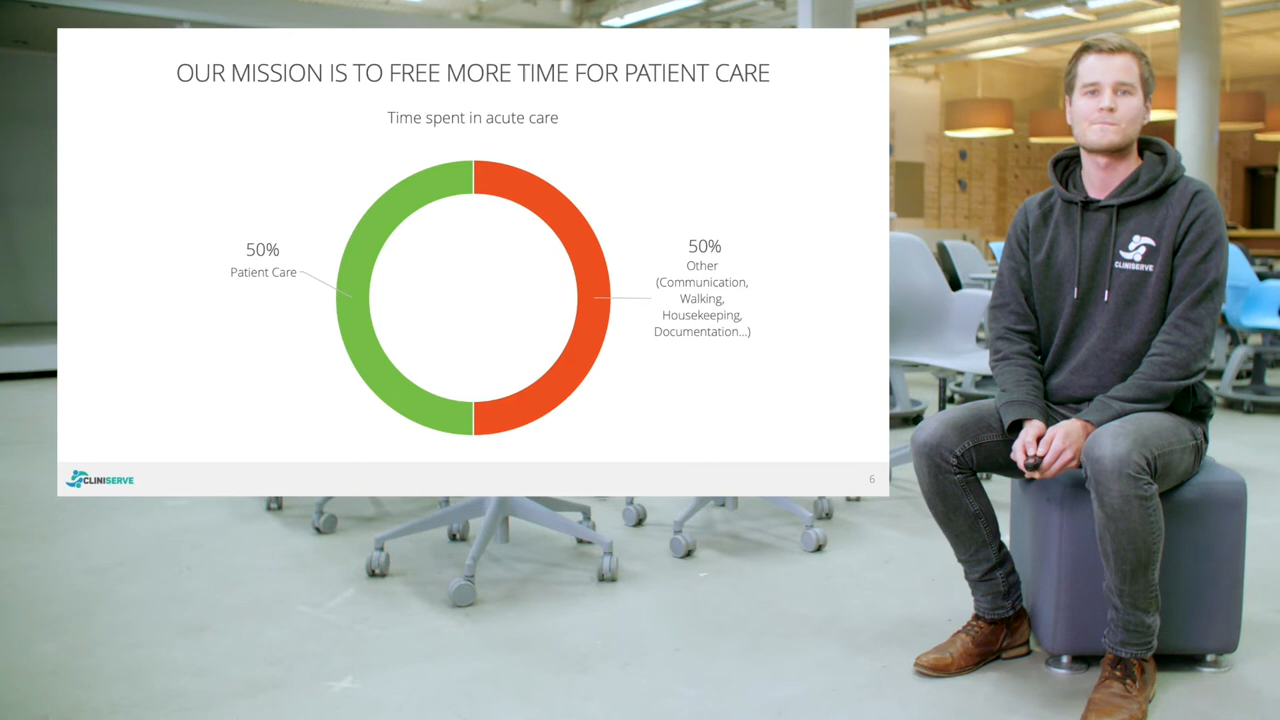 OUR MISSION IS TO FREE MORE TIME FOR PATIENT CARE
Time spent in acute care
50%
Patient Care
50%
Other
(Communication,
Walking,
Housekeeping,
Documentation...)
CLINISERVE
6
CLINISERVE